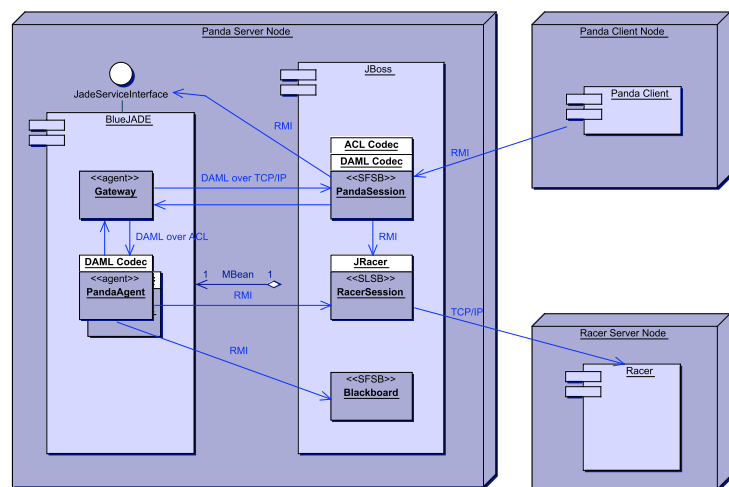 Panda Server Node
Panda Client Node
JBoss
JadeServiceInterface
Panda Client
BlueJADE
RMI
ACL Codec
RMI
DAML Codec
<<agent>>
Gateway
DAML over TCP/IP
<<SFSB>>
PandaSession
DAML over ACL
RMI
DAML Codec
JRacer
<<agent>>
PandaAgent
1
MBean
1
<<SLSB>>
RacerSession
RMI
TCP/IP
Racer Server Node
RMI
Racer
<<SFSB>>
Blackboard